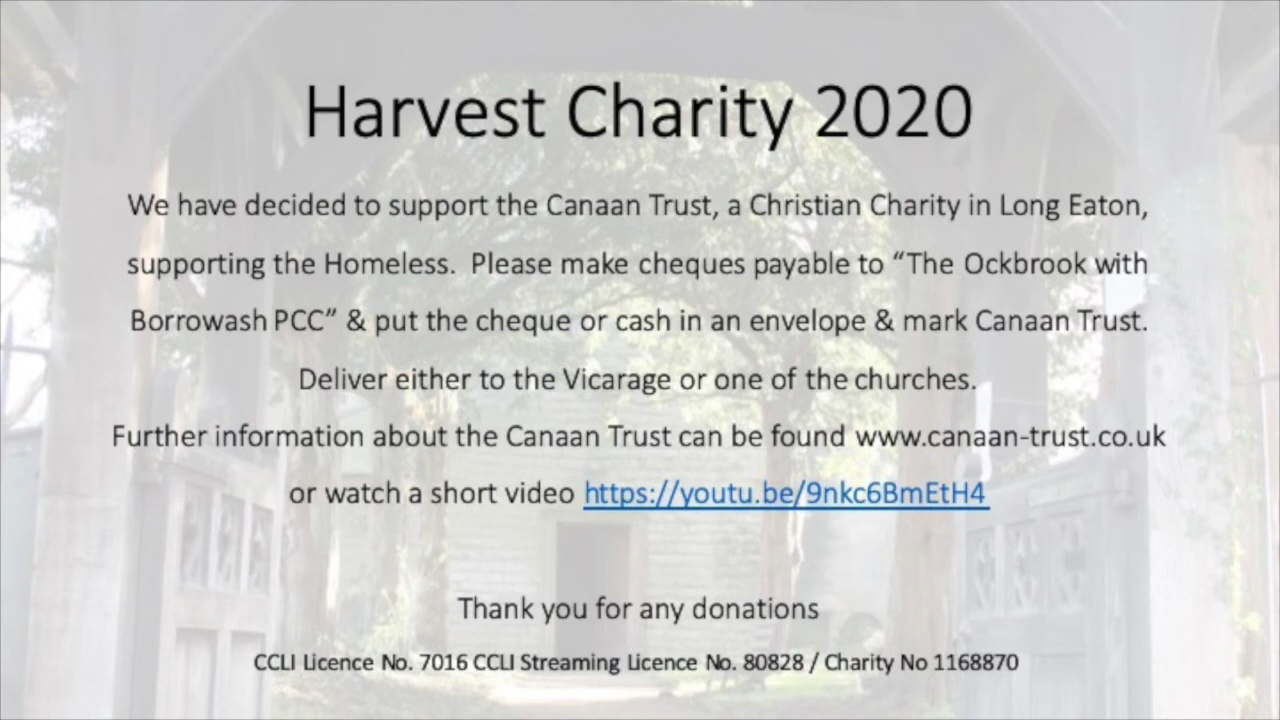 Harvest Charity 2020
We have decided to support the Canaan Trust, a Christian Charity in Long Eaton,
supporting the Homeless.  Please make cheques payable to “The Ockbrook with
Borrowash PCC” & put the cheque or cash in an envelope & mark Canaan Trust.
Deliver either to the Vicarage or one of the churches.
Further information about the Canaan Trust can be found www.canaan-trust.co.uk
or watch a short video https://youtu.be/9nkc6BmEtH4
Thank you for any donations
CCLI Licence No. 7016 CCLI Streaming Licence No. 80828 / Charity No 1168870